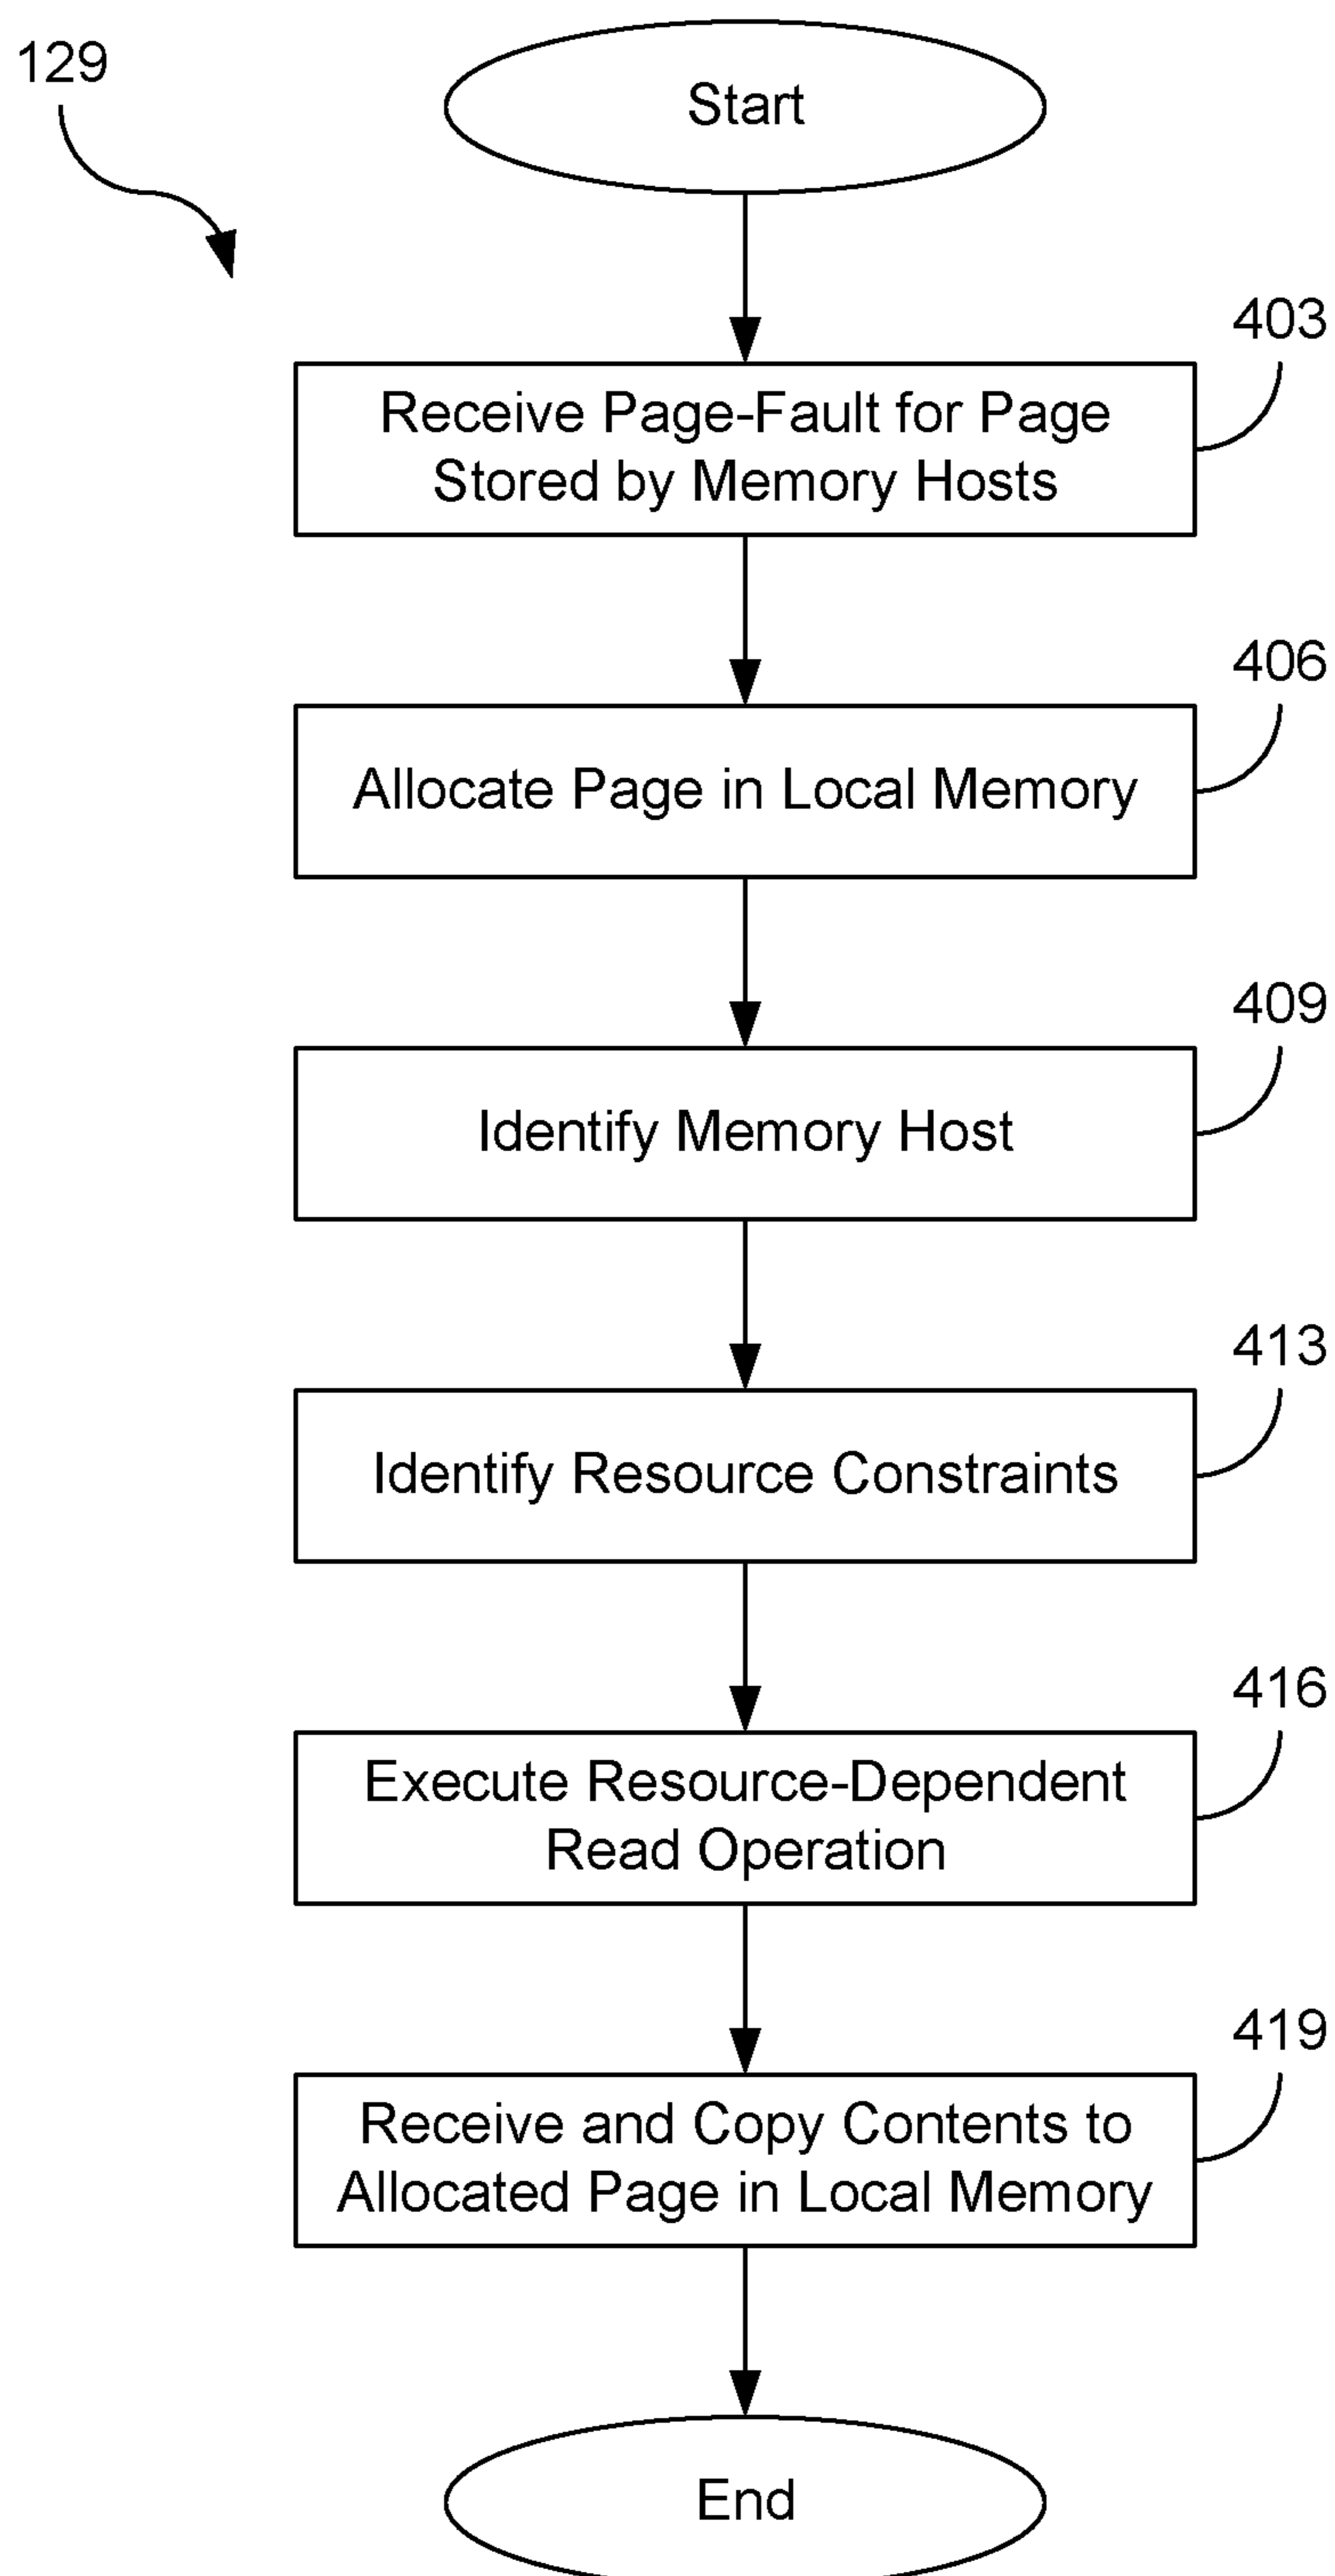 129
Start
403
Receive Page-Fault for Page
Stored by Memory Hosts
406
Allocate Page in Local Memory
409
Identify Memory Host
413
Identify Resource Constraints
416
Execute Resource-Dependent
Read Operation
419
Receive and Copy Contents to
Allocated Page in Local Memory
End